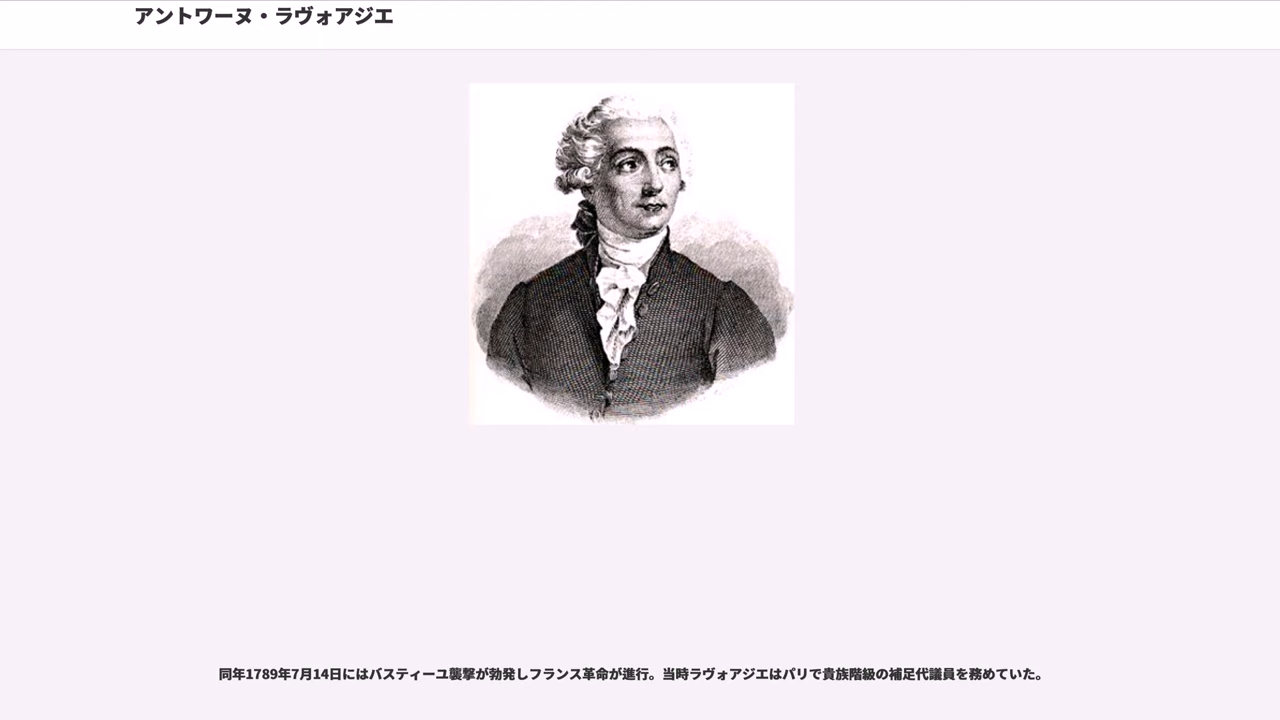 アントワーヌ・ラヴォアジエ
同年1789年7月14日にはバスティーユ襲撃が勃発しフランス革命が進行。当時ラヴォアジエはパリで貴族階級の補足代議員を務めていた。